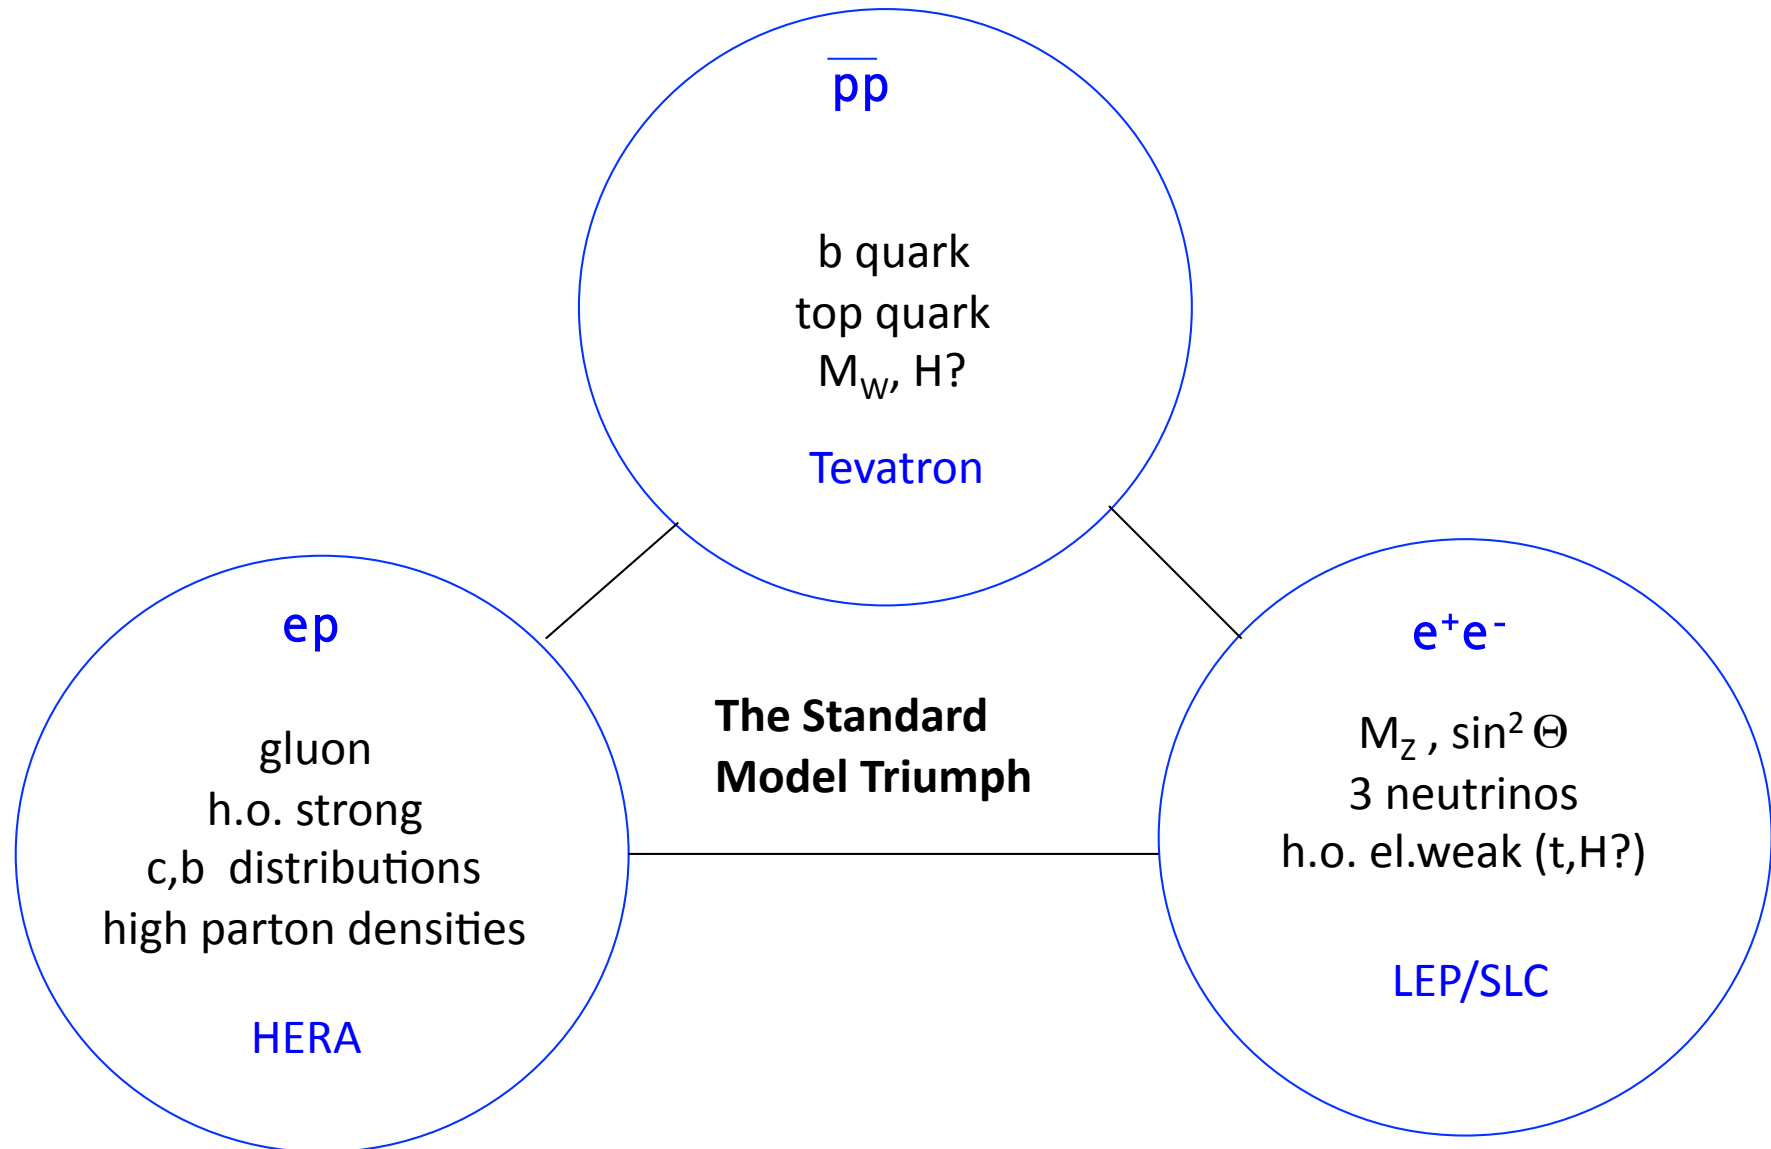 p̅p
b quark
top quark
M_W, H?
Tevatron
ep
gluon
h.o. strong
c,b distributions
high parton densities
HERA
The Standard
Model Triumph
e⁺e⁻
M_Z , sin² Θ
3 neutrinos
h.o. el.weak (t,H?)
LEP/SLC